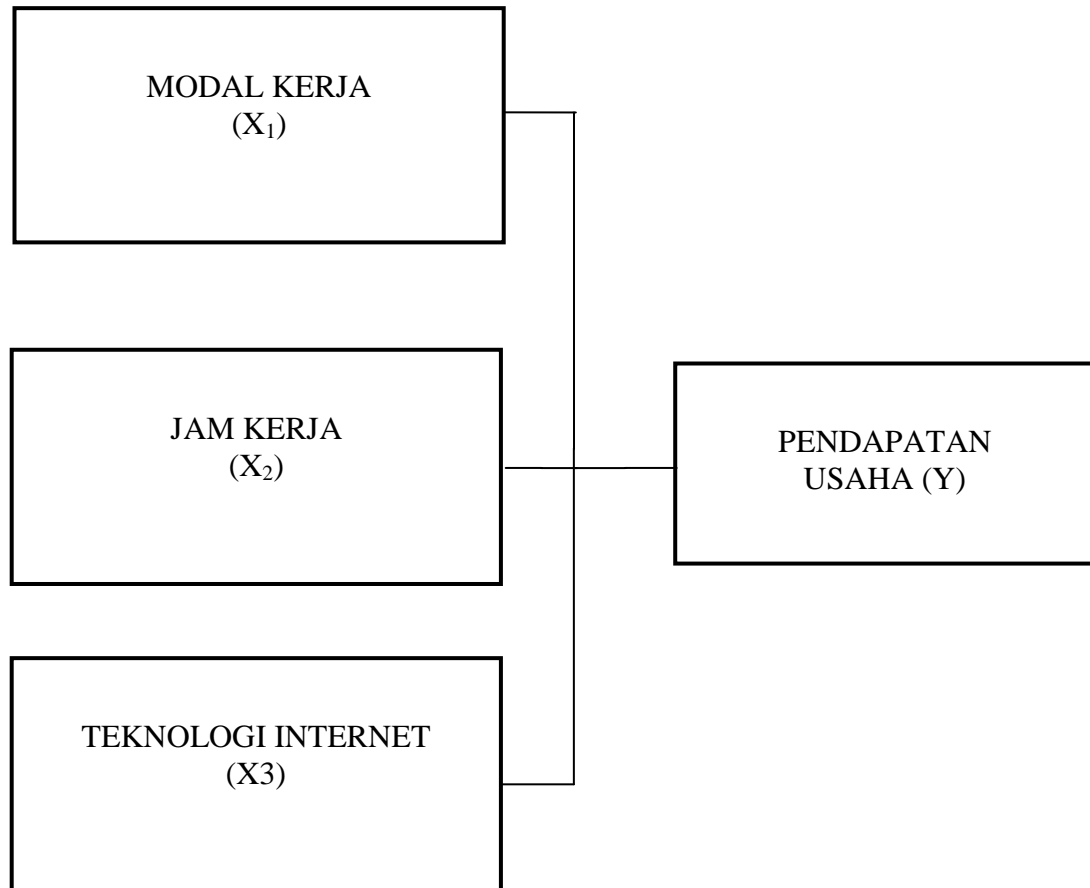 MODAL KERJA
(X₁)
JAM KERJA
(X₂)
TEKNOLOGI INTERNET
(X3)
PENDAPATAN
USAHA (Y)